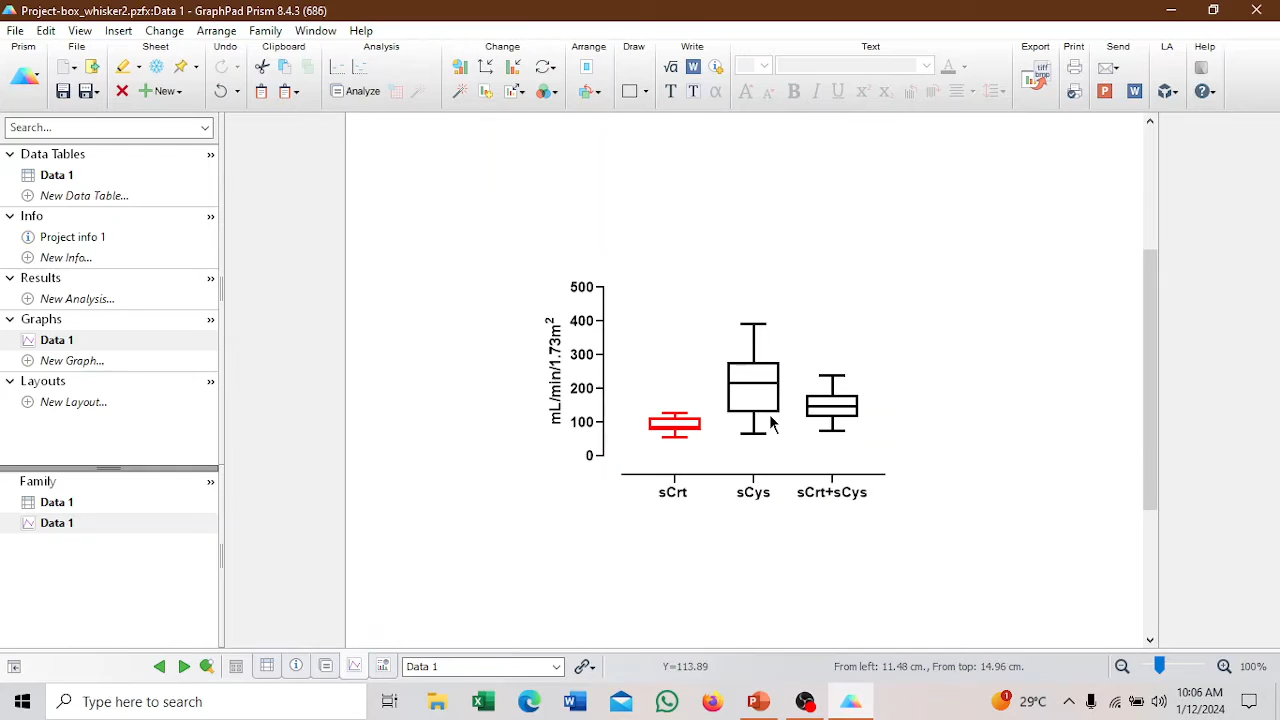 Project-box_whisker2.pzfx:Data 1 - GraphPad Prism 8.4.3 (686)
File Edit View Insert Change Arrange Family Window Help
Prism File Sheet Undo Clipboard Analysis Change Arrange Draw Write Text Export Print Send LA Help
New Analyze
Search...
Data Tables
Data 1
New Data Table...
Info
Project info 1
New Info...
Results
New Analysis...
Graphs
Data 1
New Graph...
Layouts
New Layout...
Family
Data 1
Data 1
mL/min/1.73m²
500
400
300
200
100
0
sCrt sCys sCrt+sCys
Data 1 Y=113.89 From left: 11.48 cm., From top: 14.96 cm. 100%
Type here to search 29°C 10:06 AM
1/12/2024